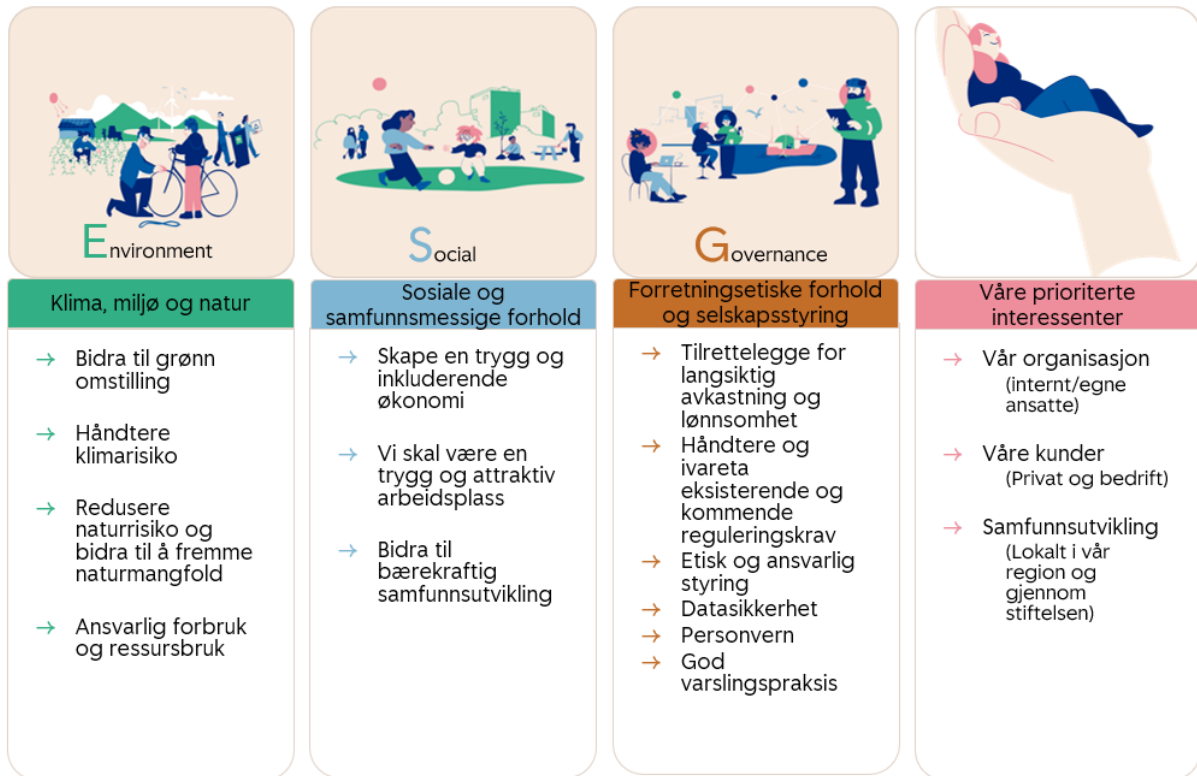 Environment
Klima, miljø og natur
→ Bidra til grønn
omstilling
→ Håndtere
klimarisiko
→ Redusere
naturrisiko og
bidra til å fremme
naturmangfold
→ Ansvarlig forbruk
og ressursbruk
Social
Sosiale og
samfunnsmessige forhold
→ Skape en trygg og
inkluderende
økonomi
→ Vi skal være en
trygg og attraktiv
arbeidsplass
→ Bidra til
bærekraftig
samfunnsutvikling
Governance
Forretningsetiske forhold
og selskapsstyring
→ Tilrettelegge for
langsiktig
avkastning og
lønnsomhet
→ Håndtere og
ivareta
eksisterende og
kommende
reguleringskrav
→ Etisk og ansvarlig
styring
→ Datasikkerhet
→ Personvern
→ God
varslingspraksis
Våre prioriterte
interessenter
→ Vår organisasjon
(internt/egne
ansatte)
→ Våre kunder
(Privat og bedrift)
→ Samfunnsutvikling
(Lokalt i vår
region og
gjennom
stiftelsen)